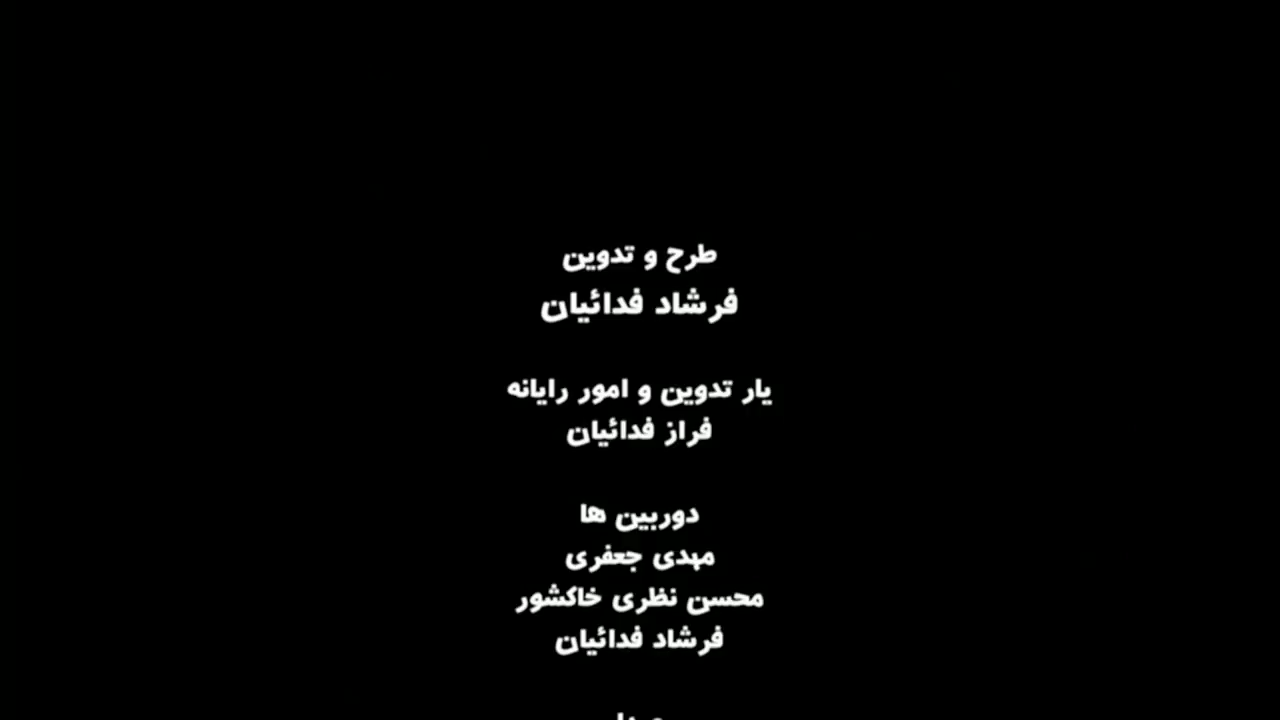 طرح و تدوین
فرشاد فدائیان
یار تدوین و امور رایانه
فراز فدائیان
دوربین ها
مهدی جعفری
محسن نظری خاکشور
فرشاد فدائیان